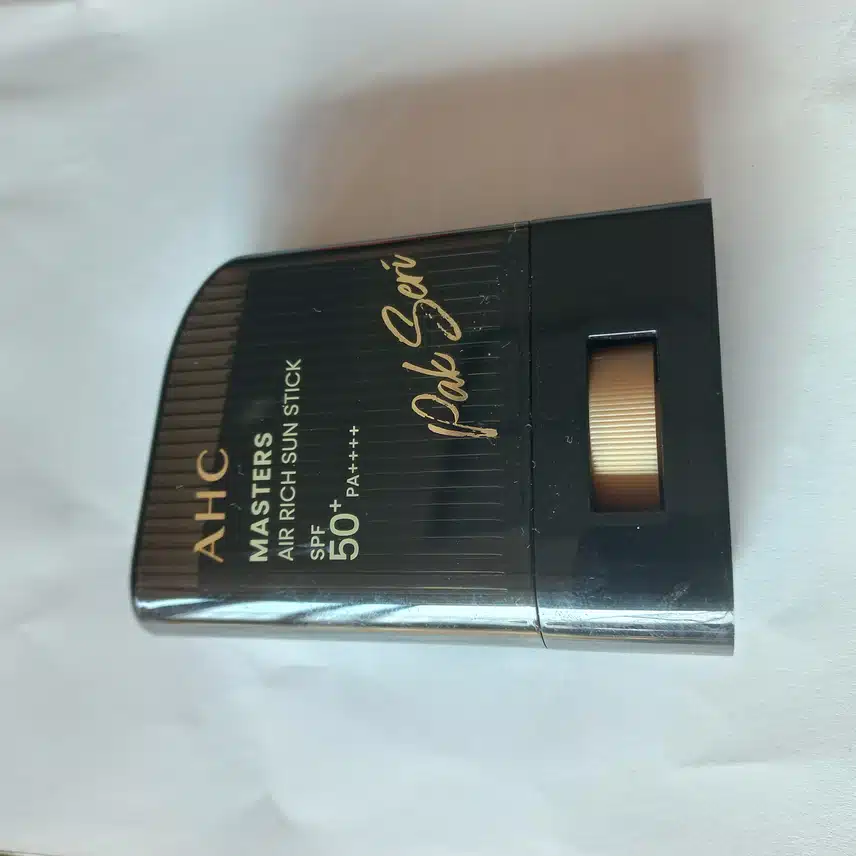 AHC
MASTERS
AIR RICH SUN STICK
SPF
50+ PA++++
Pak Seri